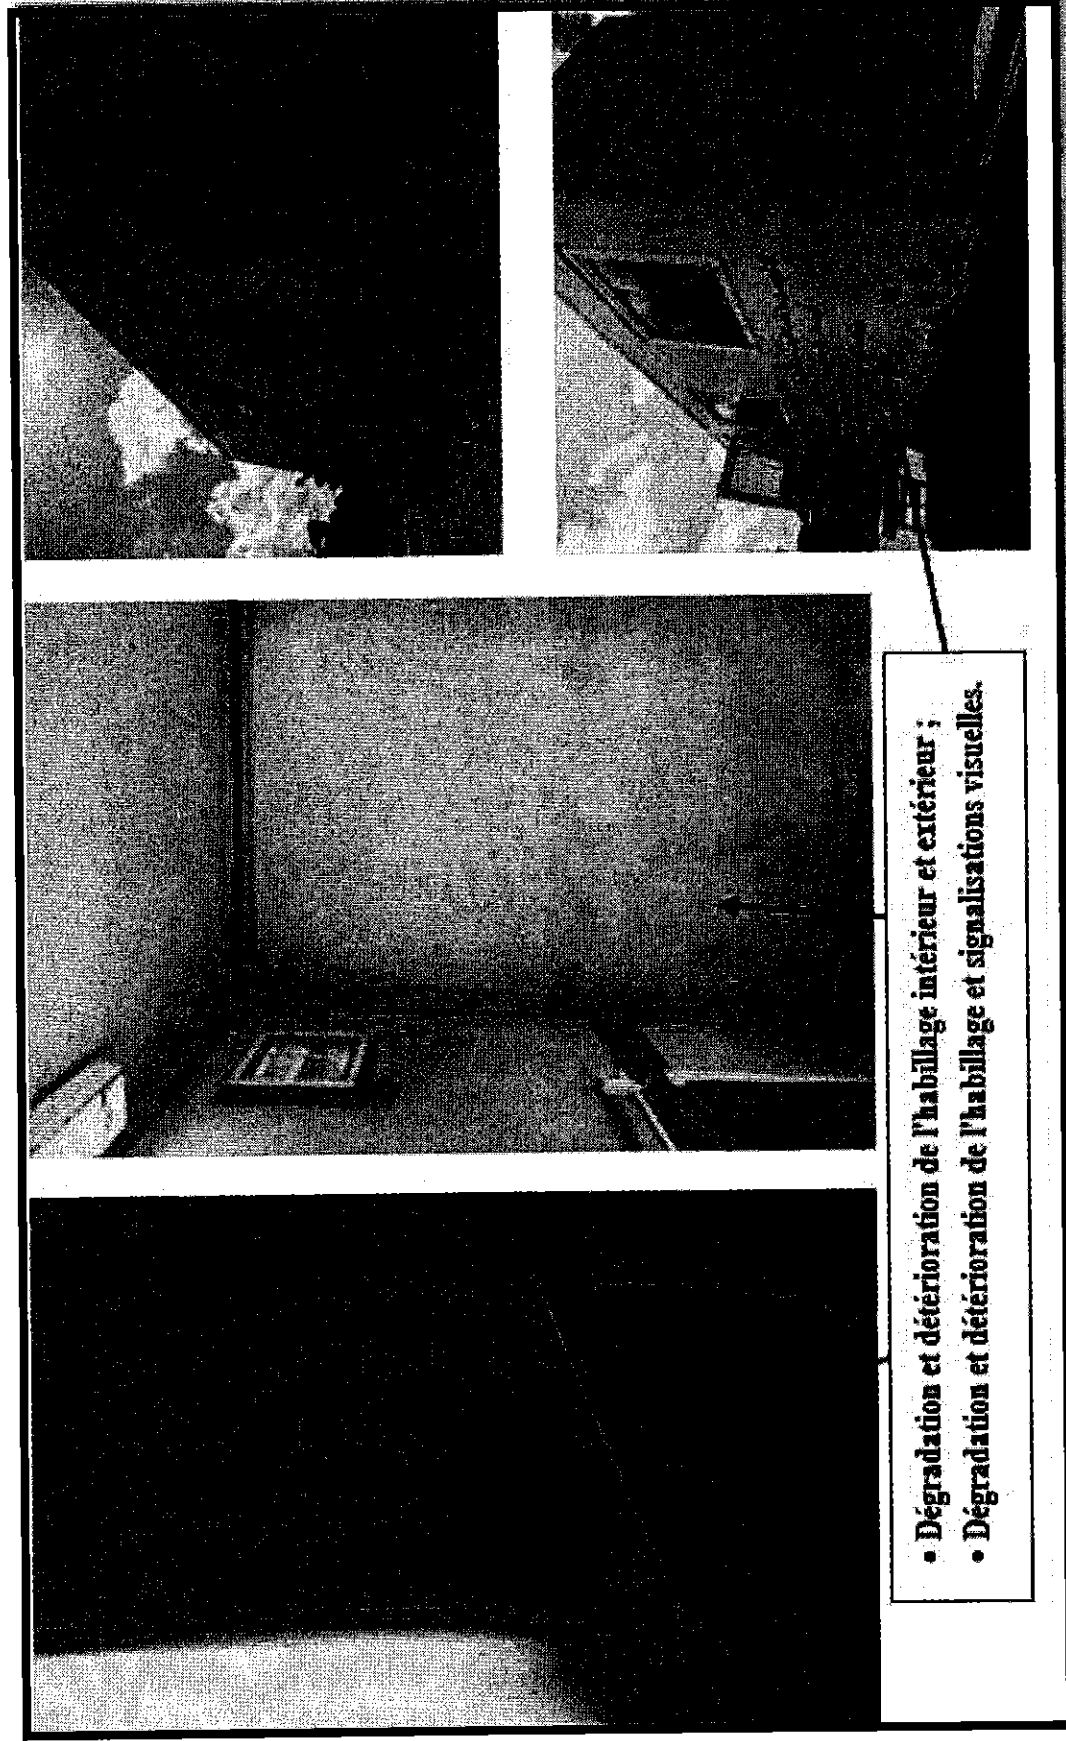 • Dégradation et détérioration de l'habillage intérieur et extérieur ;
• Dégradation et détérioration de l'habillage et signalisations visuelles.